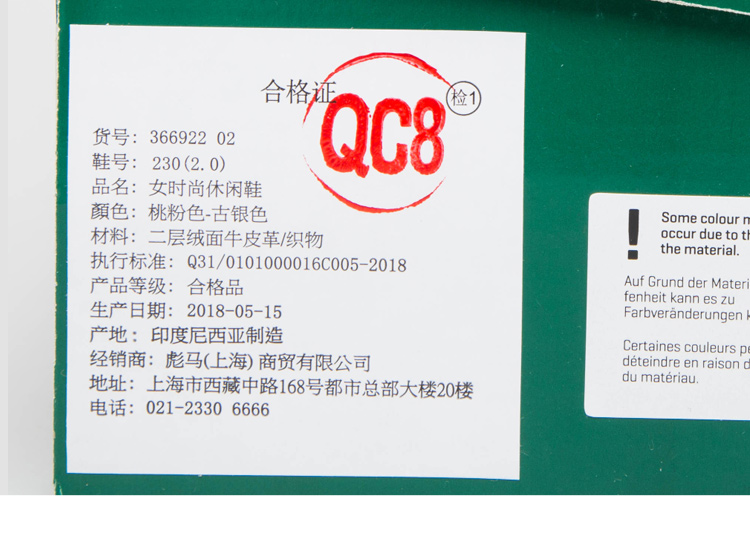 合格证
QC8
检1
货号: 366922 02
鞋号: 230(2.0)
品名: 女时尚休闲鞋
颜色: 桃粉色-古银色
材料: 二层绒面牛皮革/织物
执行标准: Q31/0101000016C005-2018
产品等级: 合格品
生产日期: 2018-05-15
产地: 印度尼西亚制造
经销商: 彪马(上海) 商贸有限公司
地址: 上海市西藏中路168号都市总部大楼20楼
电话: 021-2330 6666
!
Some colour m
occur due to th
the material.
Auf Grund der Materi
fenheit kann es zu
Farbveränderungen k
Certaines couleurs pe
déteindre en raison d
du matériau.